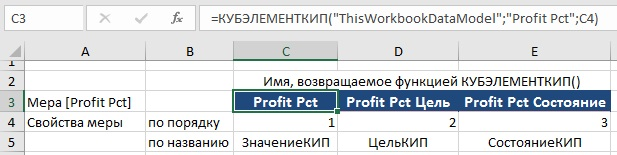 C3 fx =КУБЭЛЕМЕНТКИП("ThisWorkbookDataModel";"Profit Pct";C4)
A B C D E
1
2 Имя, возвращаемое функцией КУБЭЛЕМЕНТКИП()
3 Мера [Profit Pct] Profit Pct Profit Pct Цель Profit Pct Состояние
4 Свойства меры по порядку 1 2 3
5 по названию ЗначениеКИП ЦельКИП СостояниеКИП